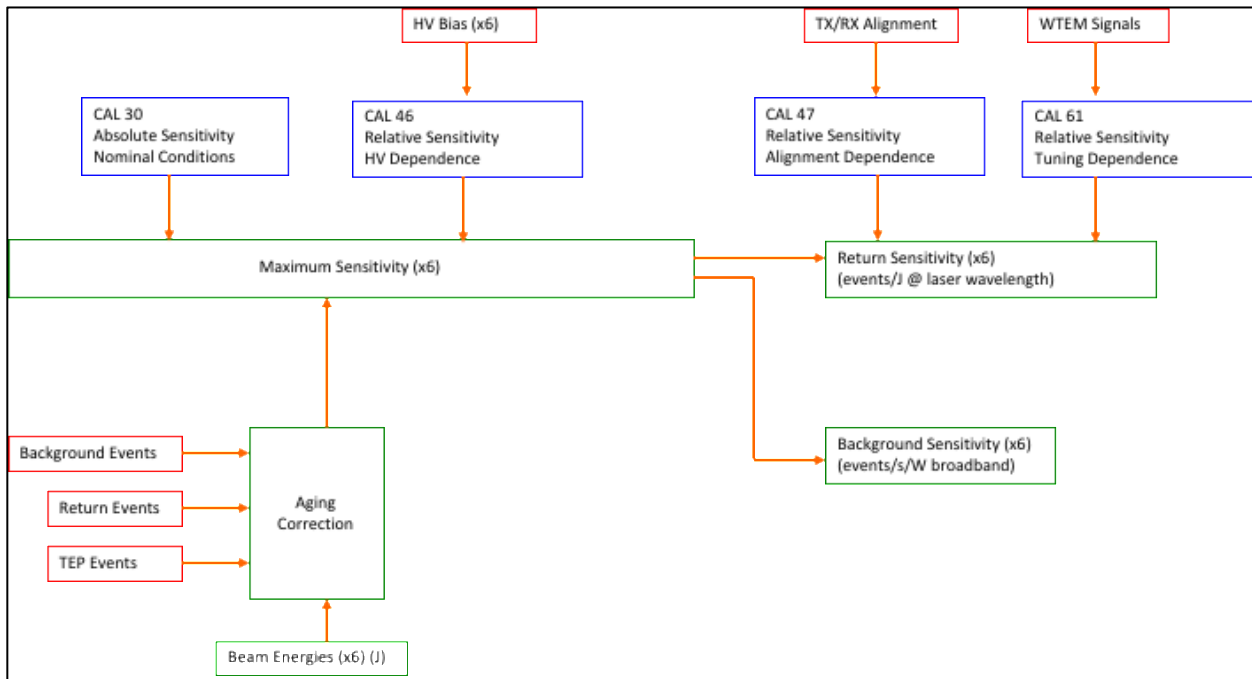 HV Bias (x6)
TX/RX Alignment
WTEM Signals
CAL 30
Absolute Sensitivity
Nominal Conditions
CAL 46
Relative Sensitivity
HV Dependence
CAL 47
Relative Sensitivity
Alignment Dependence
CAL 61
Relative Sensitivity
Tuning Dependence
Maximum Sensitivity (x6)
Return Sensitivity (x6)
(events/J @ laser wavelength)
Background Events
Return Events
TEP Events
Aging
Correction
Background Sensitivity (x6)
(events/s/W broadband)
Beam Energies (x6) (J)